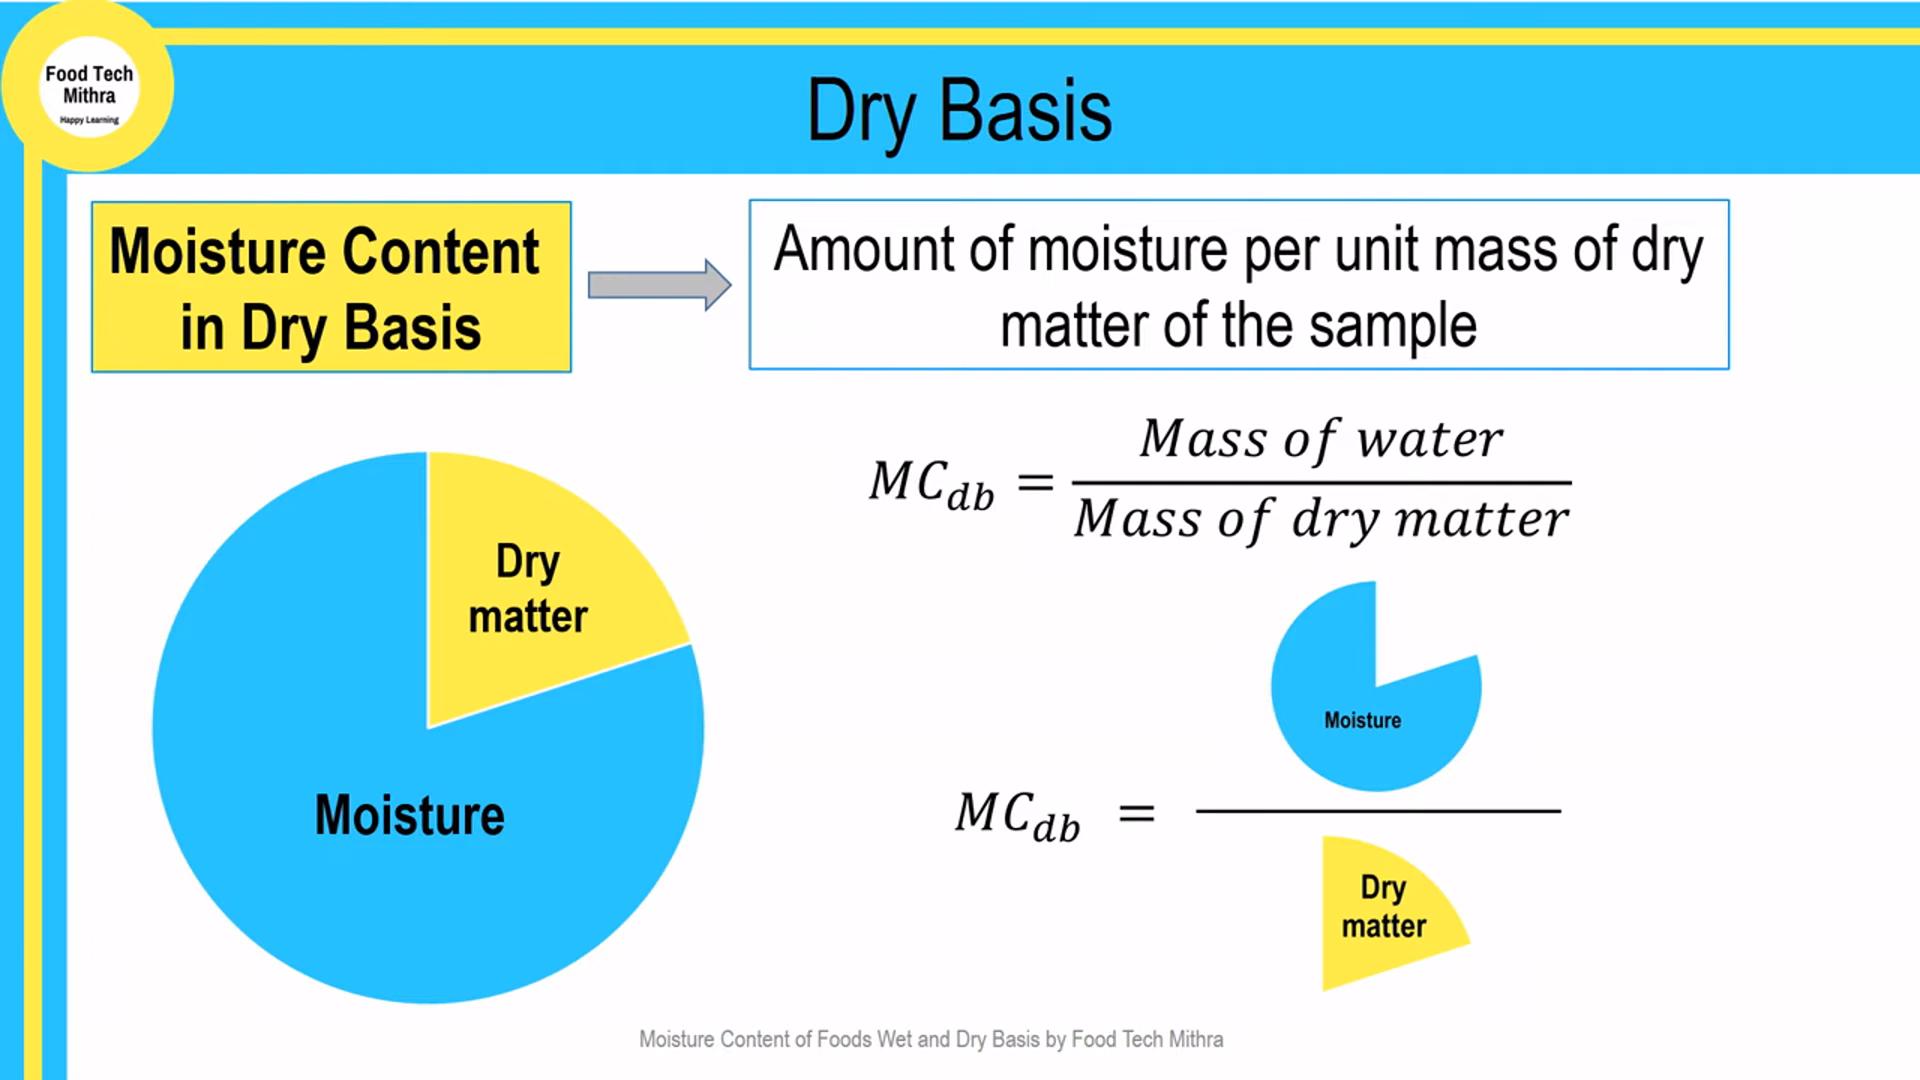 Food Tech
Mithra
Happy Learning
Dry Basis
Moisture Content
in Dry Basis
Amount of moisture per unit mass of dry
matter of the sample
MC_db = Mass of water / Mass of dry matter
Dry
matter
Moisture
MC_db =
Moisture
Dry
matter
Moisture Content of Foods Wet and Dry Basis by Food Tech Mithra